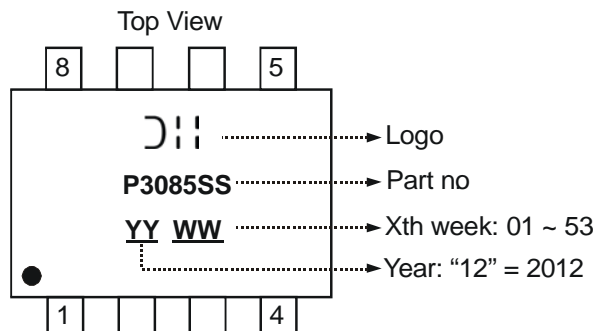 Top View
8 5
DII
Logo
P3085SS
Part no
YY WW
Xth week: 01 ~ 53
Year: “12” = 2012
1 4